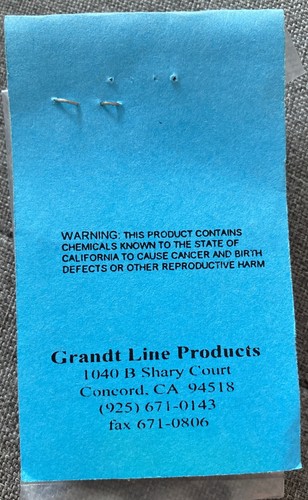 WARNING: THIS PRODUCT CONTAINS
CHEMICALS KNOWN TO THE STATE OF
CALIFORNIA TO CAUSE CANCER AND BIRTH
DEFECTS OR OTHER REPRODUCTIVE HARM
Grandt Line Products
1040 B Shary Court
Concord, CA 94518
(925) 671-0143
fax 671-0806